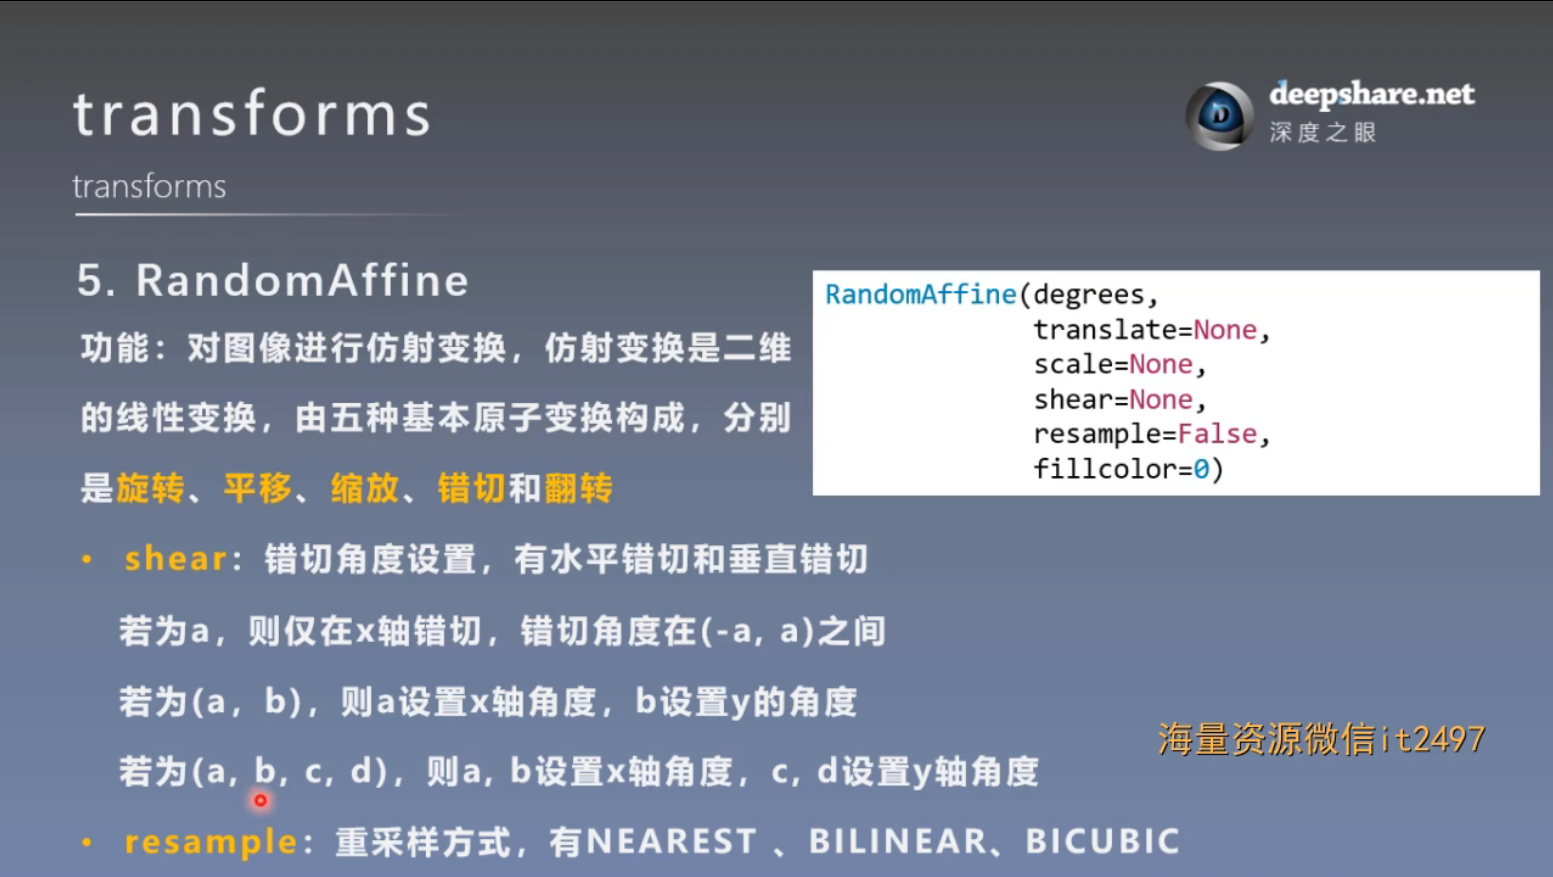 transforms
deepshare.net
深度之眼
transforms
5. RandomAffine
功能：对图像进行仿射变换，仿射变换是二维
的线性变换，由五种基本原子变换构成，分别
是旋转、平移、缩放、错切和翻转
RandomAffine(degrees,
translate=None,
scale=None,
shear=None,
resample=False,
fillcolor=0)
• shear：错切角度设置，有水平错切和垂直错切
若为a，则仅在x轴错切，错切角度在(-a, a)之间
若为(a，b)，则a设置x轴角度，b设置y的角度
若为(a, b, c, d)，则a, b设置x轴角度，c, d设置y轴角度
海量资源微信it2497
• resample：重采样方式，有NEAREST 、BILINEAR、BICUBIC